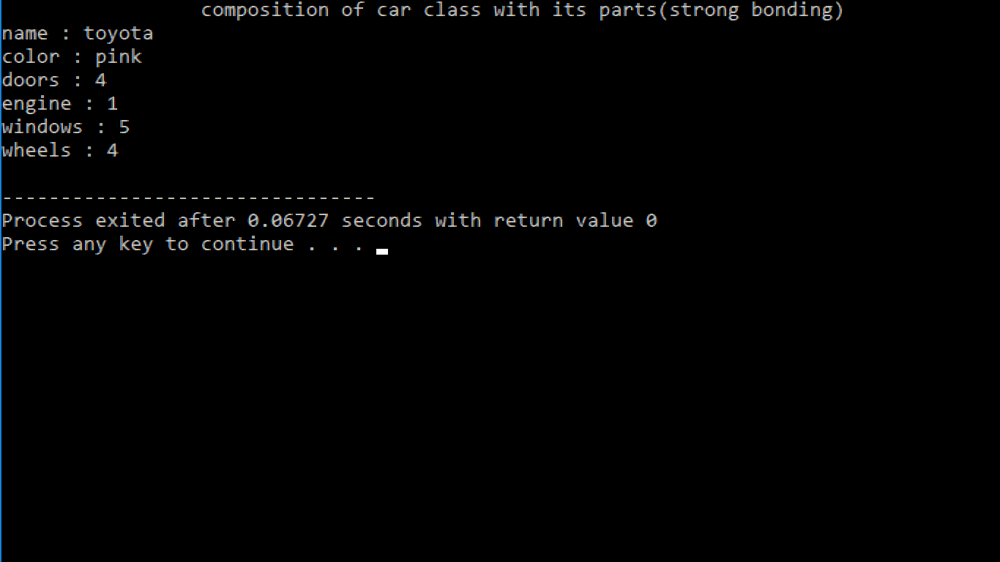 composition of car class with its parts(strong bonding)
name : toyota
color : pink
doors : 4
engine : 1
windows : 5
wheels : 4
--------------------------------
Process exited after 0.06727 seconds with return value 0
Press any key to continue . . .